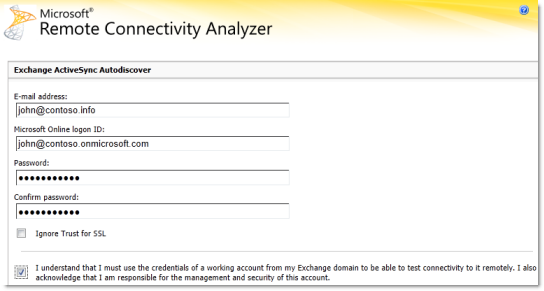 Microsoft®
Remote Connectivity Analyzer
?
Exchange ActiveSync Autodiscover
E-mail address:
john@contoso.info
Microsoft Online logon ID:
john@contoso.onmicrosoft.com
Password:
●●●●●●●●●●●
Confirm password:
●●●●●●●●●●●
Ignore Trust for SSL
I understand that I must use the credentials of a working account from my Exchange domain to be able to test connectivity to it remotely. I also
acknowledge that I am responsible for the management and security of this account.